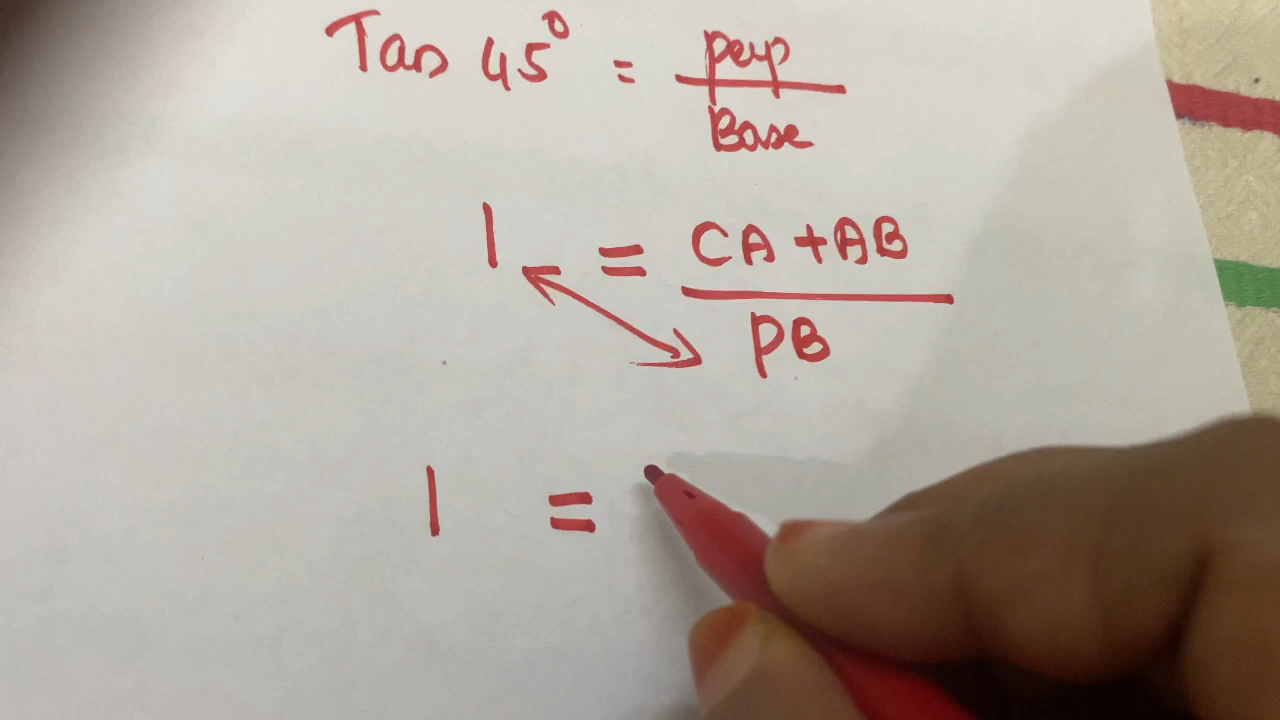 Tan 45° = perp
Base
1 = CA + AB
PB
1 =